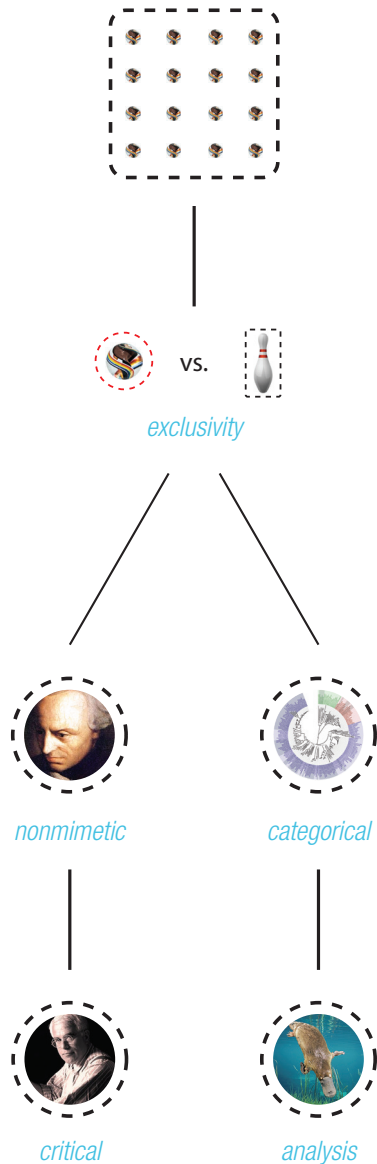 vs.
exclusivity
nonmimetic
categorical
critical
analysis